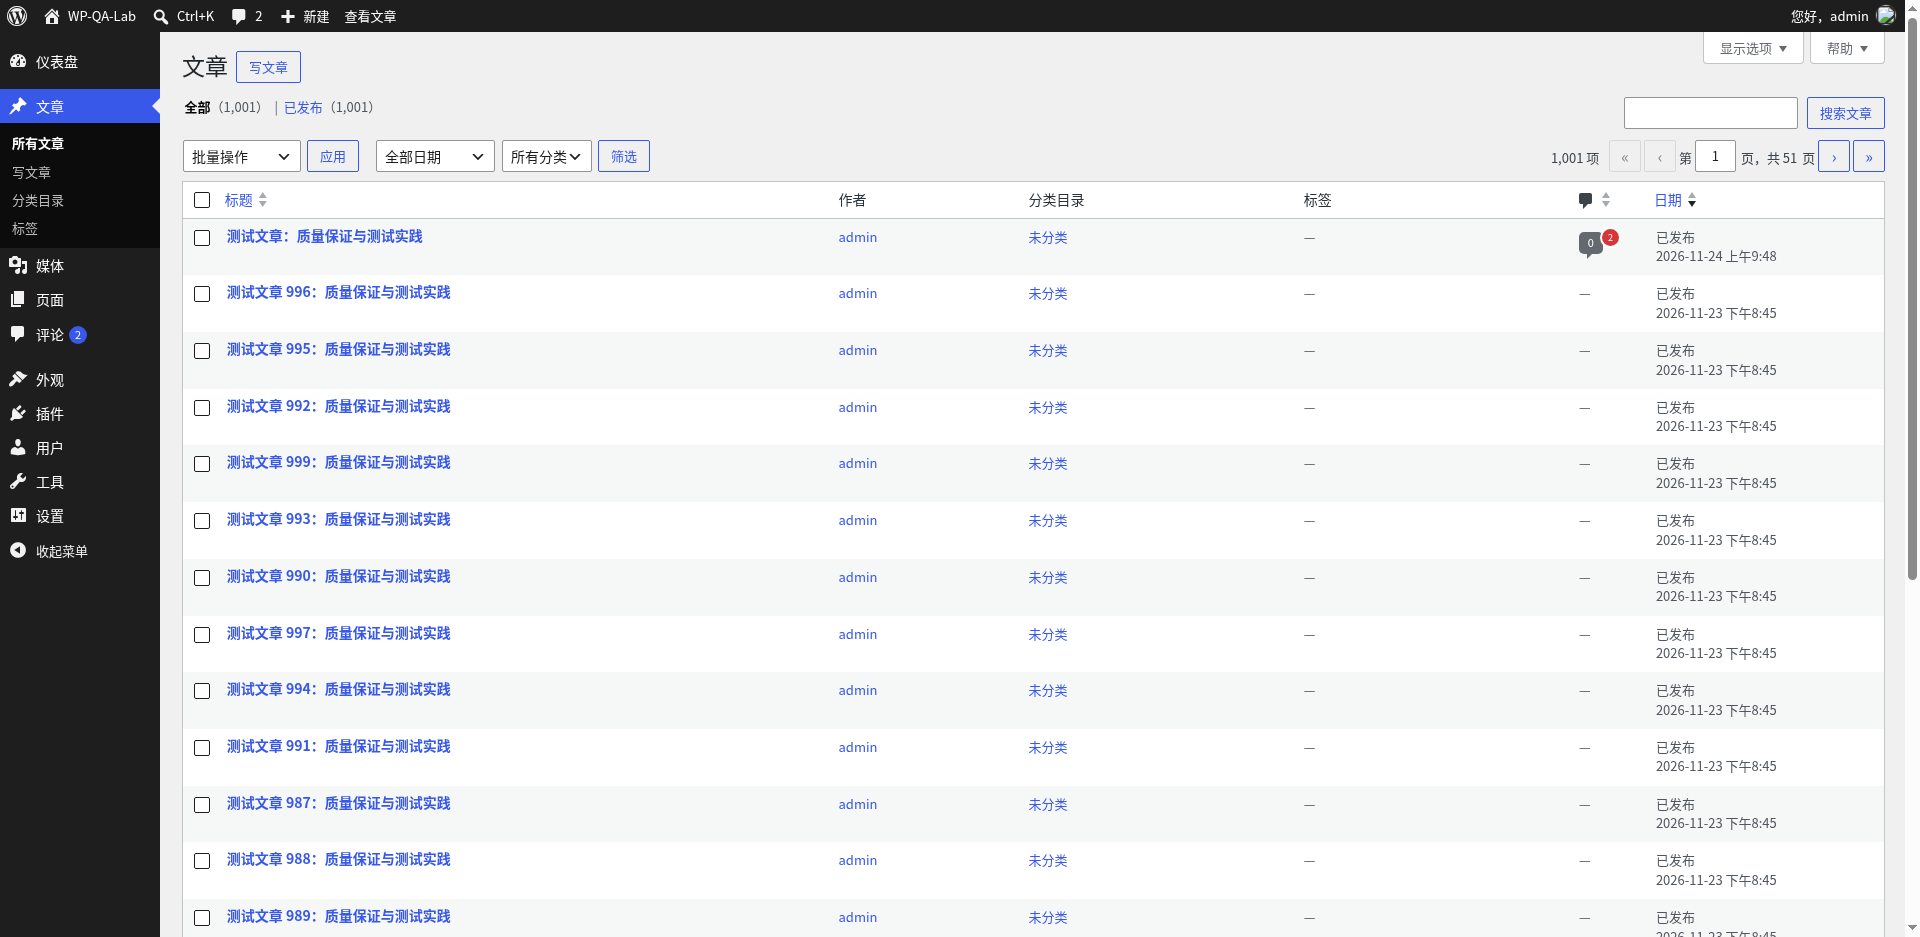 WP-QA-Lab Ctrl+K 2 新建 查看文章 您好，admin
显示选项 帮助
仪表盘
文章
所有文章
写文章
分类目录
标签
媒体
页面
评论 2
外观
插件
用户
工具
设置
收起菜单
文章 写文章
全部（1,001） | 已发布（1,001）
搜索文章
批量操作 应用 全部日期 所有分类 筛选 1,001 项 « ‹ 第 1 页，共 51 页 › »
标题 作者 分类目录 标签 日期
测试文章：质量保证与测试实践 admin 未分类 — 0 2 已发布
2026-11-24 上午9:48
测试文章 996：质量保证与测试实践 admin 未分类 — — 已发布
2026-11-23 下午8:45
测试文章 995：质量保证与测试实践 admin 未分类 — — 已发布
2026-11-23 下午8:45
测试文章 992：质量保证与测试实践 admin 未分类 — — 已发布
2026-11-23 下午8:45
测试文章 999：质量保证与测试实践 admin 未分类 — — 已发布
2026-11-23 下午8:45
测试文章 993：质量保证与测试实践 admin 未分类 — — 已发布
2026-11-23 下午8:45
测试文章 990：质量保证与测试实践 admin 未分类 — — 已发布
2026-11-23 下午8:45
测试文章 997：质量保证与测试实践 admin 未分类 — — 已发布
2026-11-23 下午8:45
测试文章 994：质量保证与测试实践 admin 未分类 — — 已发布
2026-11-23 下午8:45
测试文章 991：质量保证与测试实践 admin 未分类 — — 已发布
2026-11-23 下午8:45
测试文章 987：质量保证与测试实践 admin 未分类 — — 已发布
2026-11-23 下午8:45
测试文章 988：质量保证与测试实践 admin 未分类 — — 已发布
2026-11-23 下午8:45
测试文章 989：质量保证与测试实践 admin 未分类 — — 已发布
2026-11-23 下午8:45